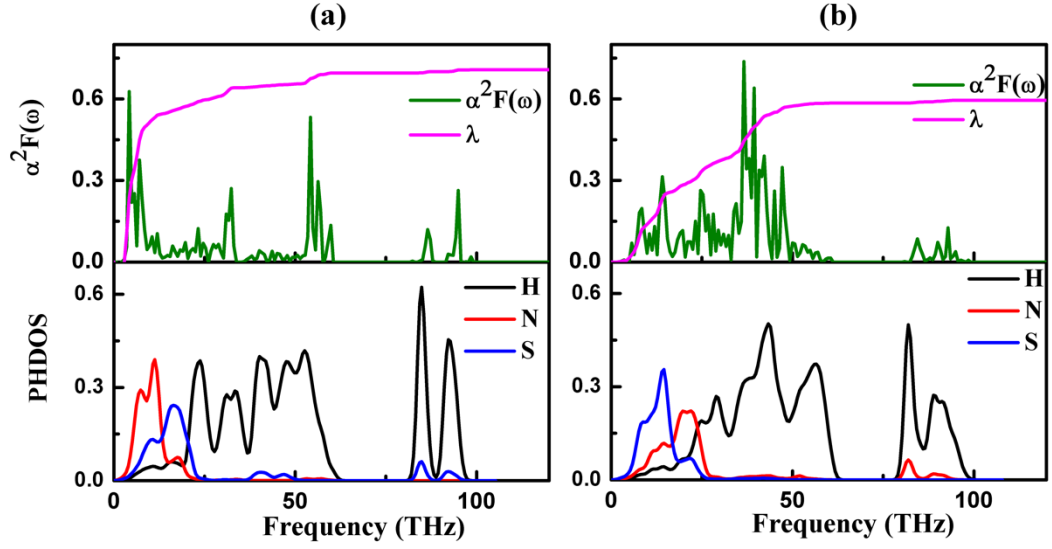 (a)
(b)
α²F(ω)
0.6
0.3
0.0
α²F(ω)
λ
0.6
0.3
0.0
α²F(ω)
λ
PHDOS
0.6
0.3
0.0
H
N
S
0 50 100
Frequency (THz)
0.6
0.3
0.0
H
N
S
0 50 100
Frequency (THz)